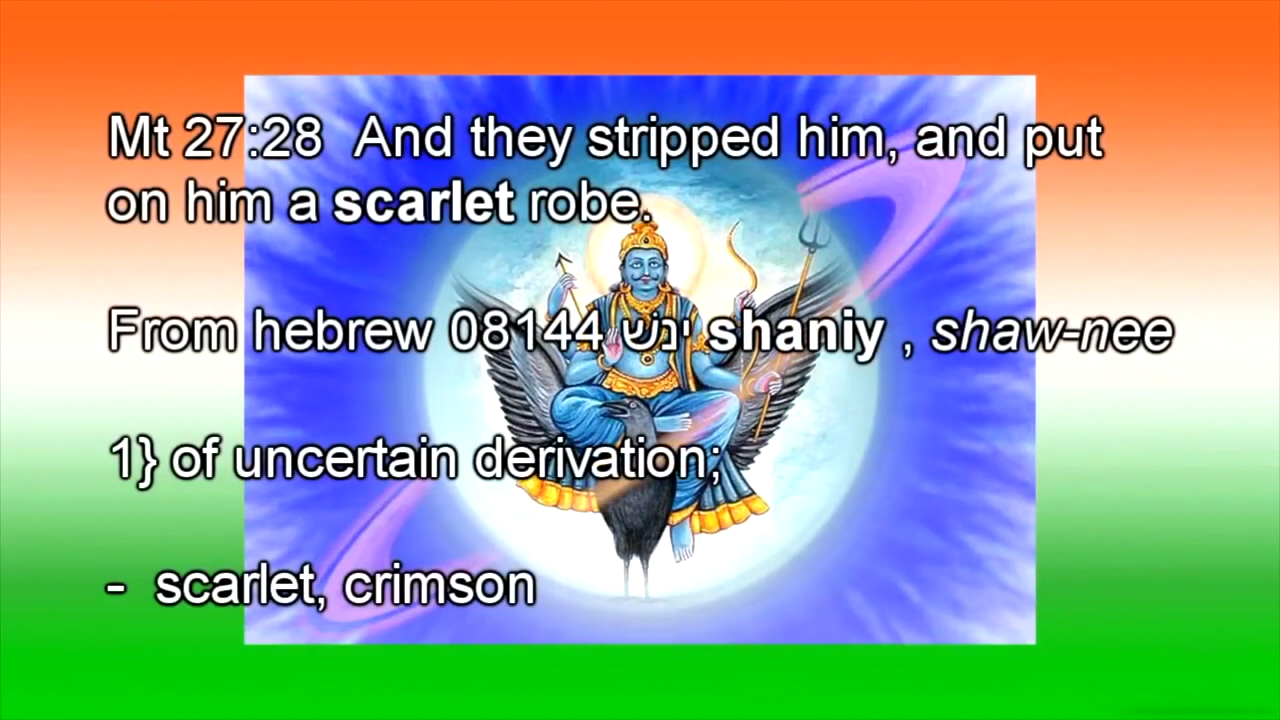 Mt 27:28 And they stripped him, and put
on him a scarlet robe.
From hebrew 08144 ינש shaniy , shaw-nee
1} of uncertain derivation;
- scarlet, crimson